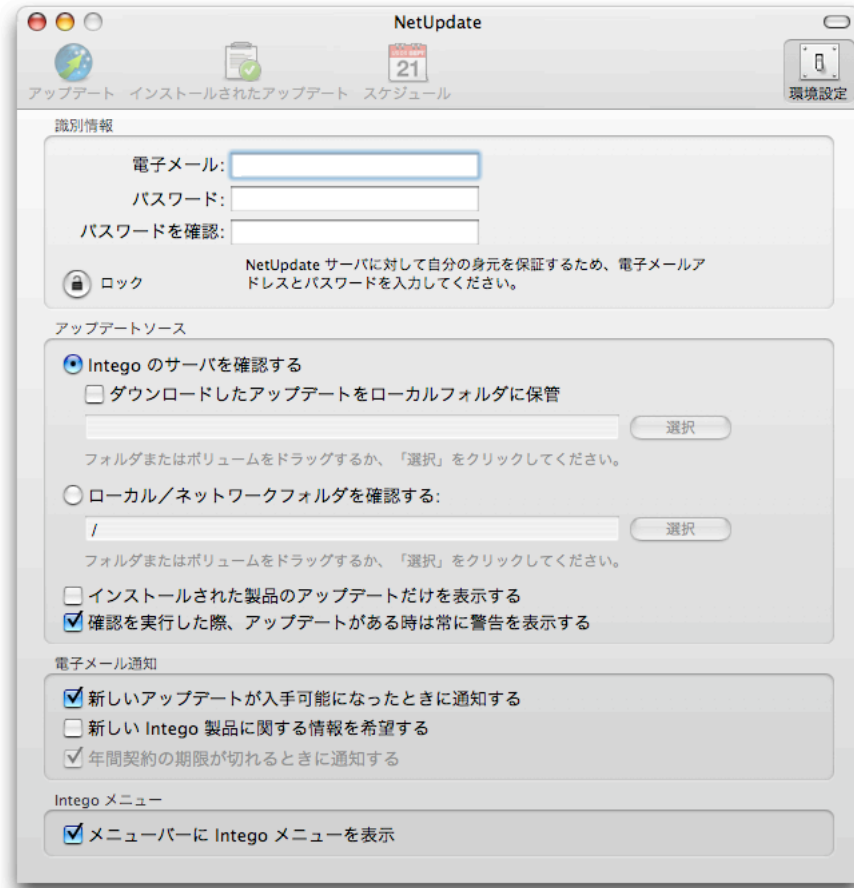 NetUpdate
アップデート インストールされたアップデート スケジュール 環境設定
21
識別情報
電子メール:
パスワード:
パスワードを確認:
NetUpdate サーバに対して自分の身元を保証するため、電子メールア
ドレスとパスワードを入力してください。
ロック
アップデートソース
Intego のサーバを確認する
ダウンロードしたアップデートをローカルフォルダに保管
選択
フォルダまたはボリュームをドラッグするか、「選択」をクリックしてください。
ローカル／ネットワークフォルダを確認する:
/ 選択
フォルダまたはボリュームをドラッグするか、「選択」をクリックしてください。
インストールされた製品のアップデートだけを表示する
確認を実行した際、アップデートがある時は常に警告を表示する
電子メール通知
新しいアップデートが入手可能になったときに通知する
新しい Intego 製品に関する情報を希望する
年間契約の期限が切れるときに通知する
Intego メニュー
メニューバーに Intego メニューを表示